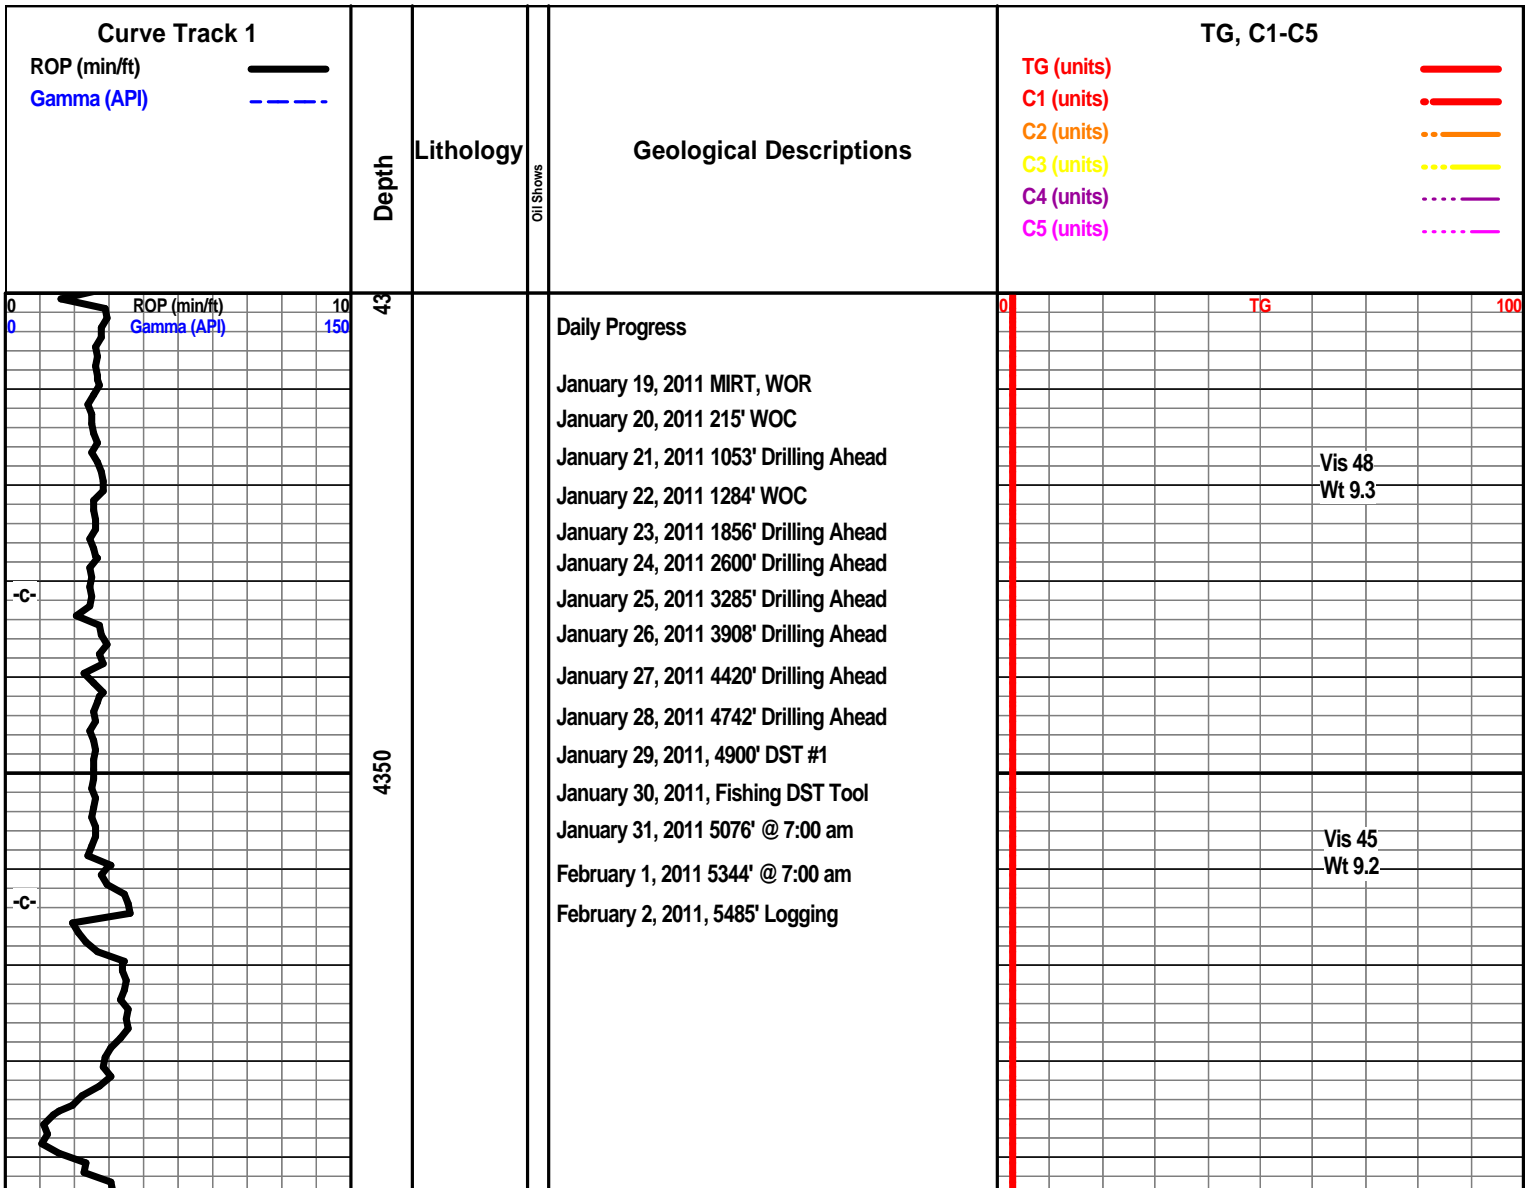 Curve Track 1
ROP (min/ft)
Gamma (API)
Depth
Lithology
Oil Shows
Geological Descriptions
TG, C1-C5
TG (units)
C1 (units)
C2 (units)
C3 (units)
C4 (units)
C5 (units)
0 ROP (min/ft) 10
0 Gamma (API) 150
43
0 TG 100
Daily Progress
January 19, 2011 MIRT, WOR
January 20, 2011 215' WOC
January 21, 2011 1053' Drilling Ahead
January 22, 2011 1284' WOC
January 23, 2011 1856' Drilling Ahead
January 24, 2011 2600' Drilling Ahead
January 25, 2011 3285' Drilling Ahead
January 26, 2011 3908' Drilling Ahead
January 27, 2011 4420' Drilling Ahead
January 28, 2011 4742' Drilling Ahead
January 29, 2011, 4900' DST #1
January 30, 2011, Fishing DST Tool
January 31, 2011 5076' @ 7:00 am
February 1, 2011 5344' @ 7:00 am
February 2, 2011, 5485' Logging
-c-
4350
-c-
Vis 48
Wt 9.3
Vis 45
Wt 9.2